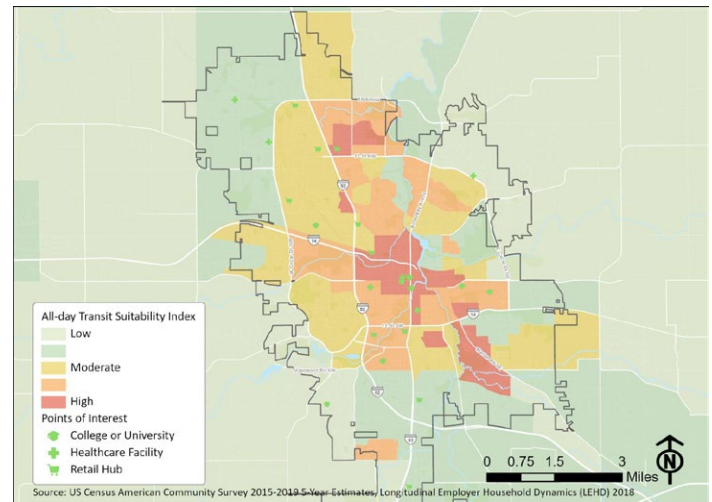 All-day Transit Suitability Index
Low
Moderate
High
Points of Interest
College or University
Healthcare Facility
Retail Hub
0 0.75 1.5 3
Miles
N
Source: US Census American Community Survey 2015-2019 5-Year Estimates, Longitudinal Employer Household Dynamics (LEHD) 2018